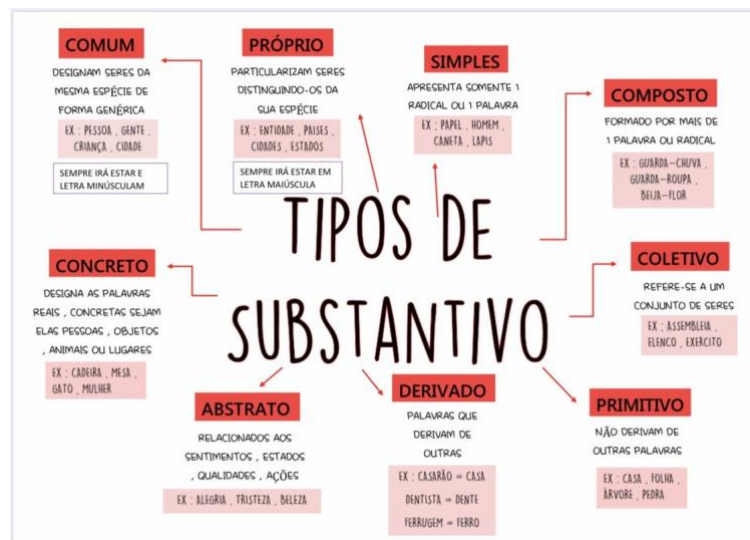 COMUM
DESIGNAM SERES DA
MESMA ESPÉCIE DE
FORMA GENÉRICA
EX : PESSOA , GENTE ,
CRIANÇA , CIDADE
SEMPRE IRÁ ESTAR E
LETRA MINÚSCULAM
PRÓPRIO
PARTICULARIZAM SERES
DISTINGUINDO-OS DA
SUA ESPÉCIE
EX : ENTIDADE , PAISES ,
CIDADES , ESTADOS
SEMPRE IRÁ ESTAR EM
LETRA MAIÚSCULA
SIMPLES
APRESENTA SOMENTE 1
RADICAL OU 1 PALAVRA
EX ; PAPEL , HOMEM ,
CANETA , LAPIS
COMPOSTO
FORMADO POR MAIS DE
1 PALAVRA OU RADICAL
EX : GUARDA-CHUVA ,
GUARDA-ROUPA ,
BEIJA-FLOR
TIPOS DE
SUBSTANTIVO
CONCRETO
DESIGNA AS PALAVRAS
REAIS , CONCRETAS SEJAM
ELAS PESSOAS , OBJETOS
, ANIMAIS OU LUGARES
EX : CADEIRA , MESA ,
GATO , MULHER
COLETIVO
REFERE-SE A UM
CONJUNTO DE SERES
EX ; ASSEMBLEIA ,
ELENCO , EXERCITO
ABSTRATO
RELACIONADOS AOS
SENTIMENTOS , ESTADOS
, QUALIDADES , AÇÕES
EX : ALEGRIA , TRISTEZA , BELEZA
DERIVADO
PALAVRAS QUE
DERIVAM DE
OUTRAS
EX : CASARÃO = CASA
DENTISTA = DENTE
FERRUGEM = FERRO
PRIMITIVO
NÃO DERIVAM DE
OUTRAS PALAVRAS
EX : CASA , FOLHA ,
ÁRVORE , PEDRA